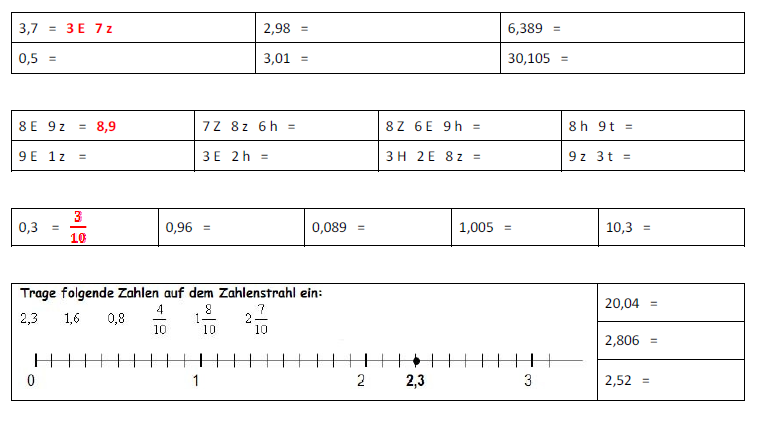 3,7 = 3 E 7 z 2,98 = 6,389 =
0,5 = 3,01 = 30,105 =
8 E 9 z = 8,9 7 Z 8 z 6 h = 8 Z 6 E 9 h = 8 h 9 t =
9 E 1 z = 3 E 2 h = 3 H 2 E 8 z = 9 z 3 t =
0,3 = 3/10 0,96 = 0,089 = 1,005 = 10,3 =
Trage folgende Zahlen auf dem Zahlenstrahl ein:
2,3 1,6 0,8 4/10 1 8/10 2 7/10
0 1 2 2,3 3
20,04 =
2,806 =
2,52 =